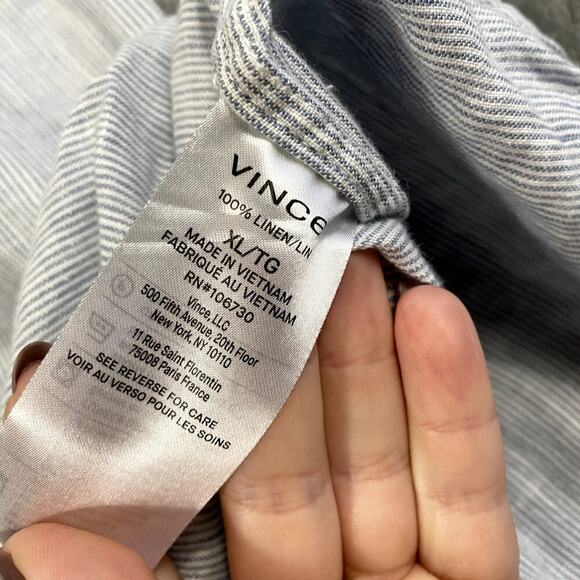 VINCE
100% LINEN/LIN
XL/TG
MADE IN VIETNAM
FABRIQUÉ AU VIETNAM
RN#106730
Vince, LLC
500 Fifth Avenue, 20th Floor
New York, NY 10110
11 Rue Saint Florentin
75008 Paris France
SEE REVERSE FOR CARE
VOIR AU VERSO POUR LES SOINS